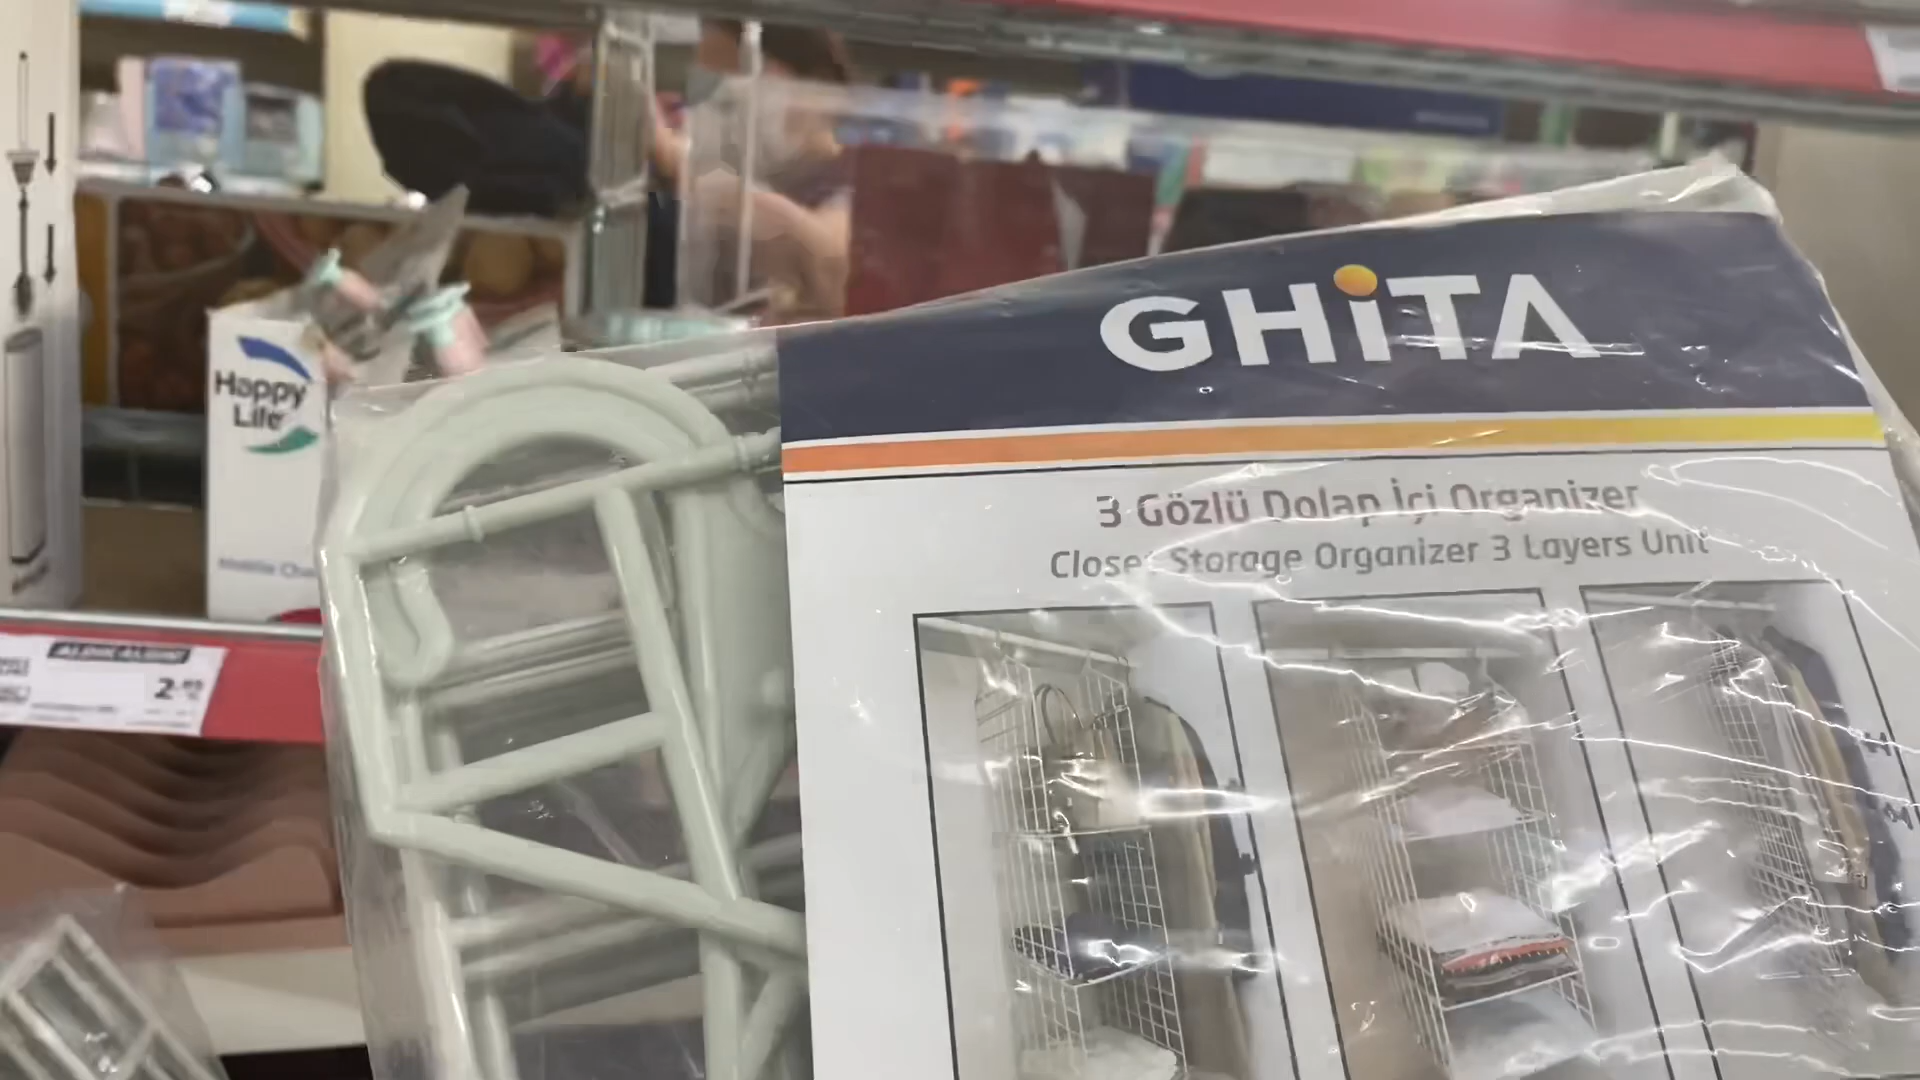 GHiTA
3 Gözlü Dolap İçi Organizer
Closet Storage Organizer 3 Layers Unit
Happy
Life